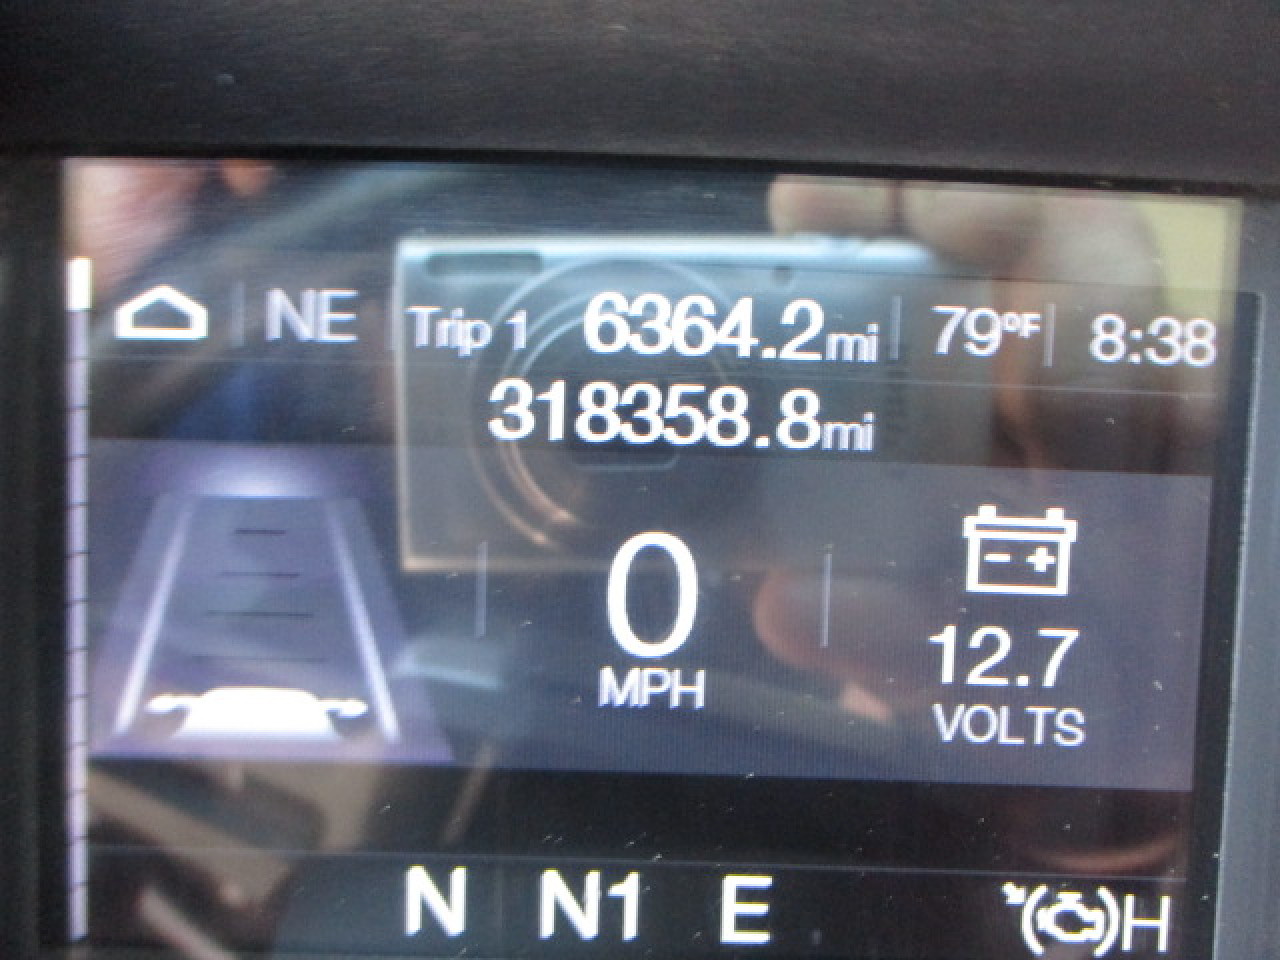 NE Trip 1 6364.2mi 79°F 8:38
318358.8mi
0
MPH
12.7
VOLTS
N N1 E H